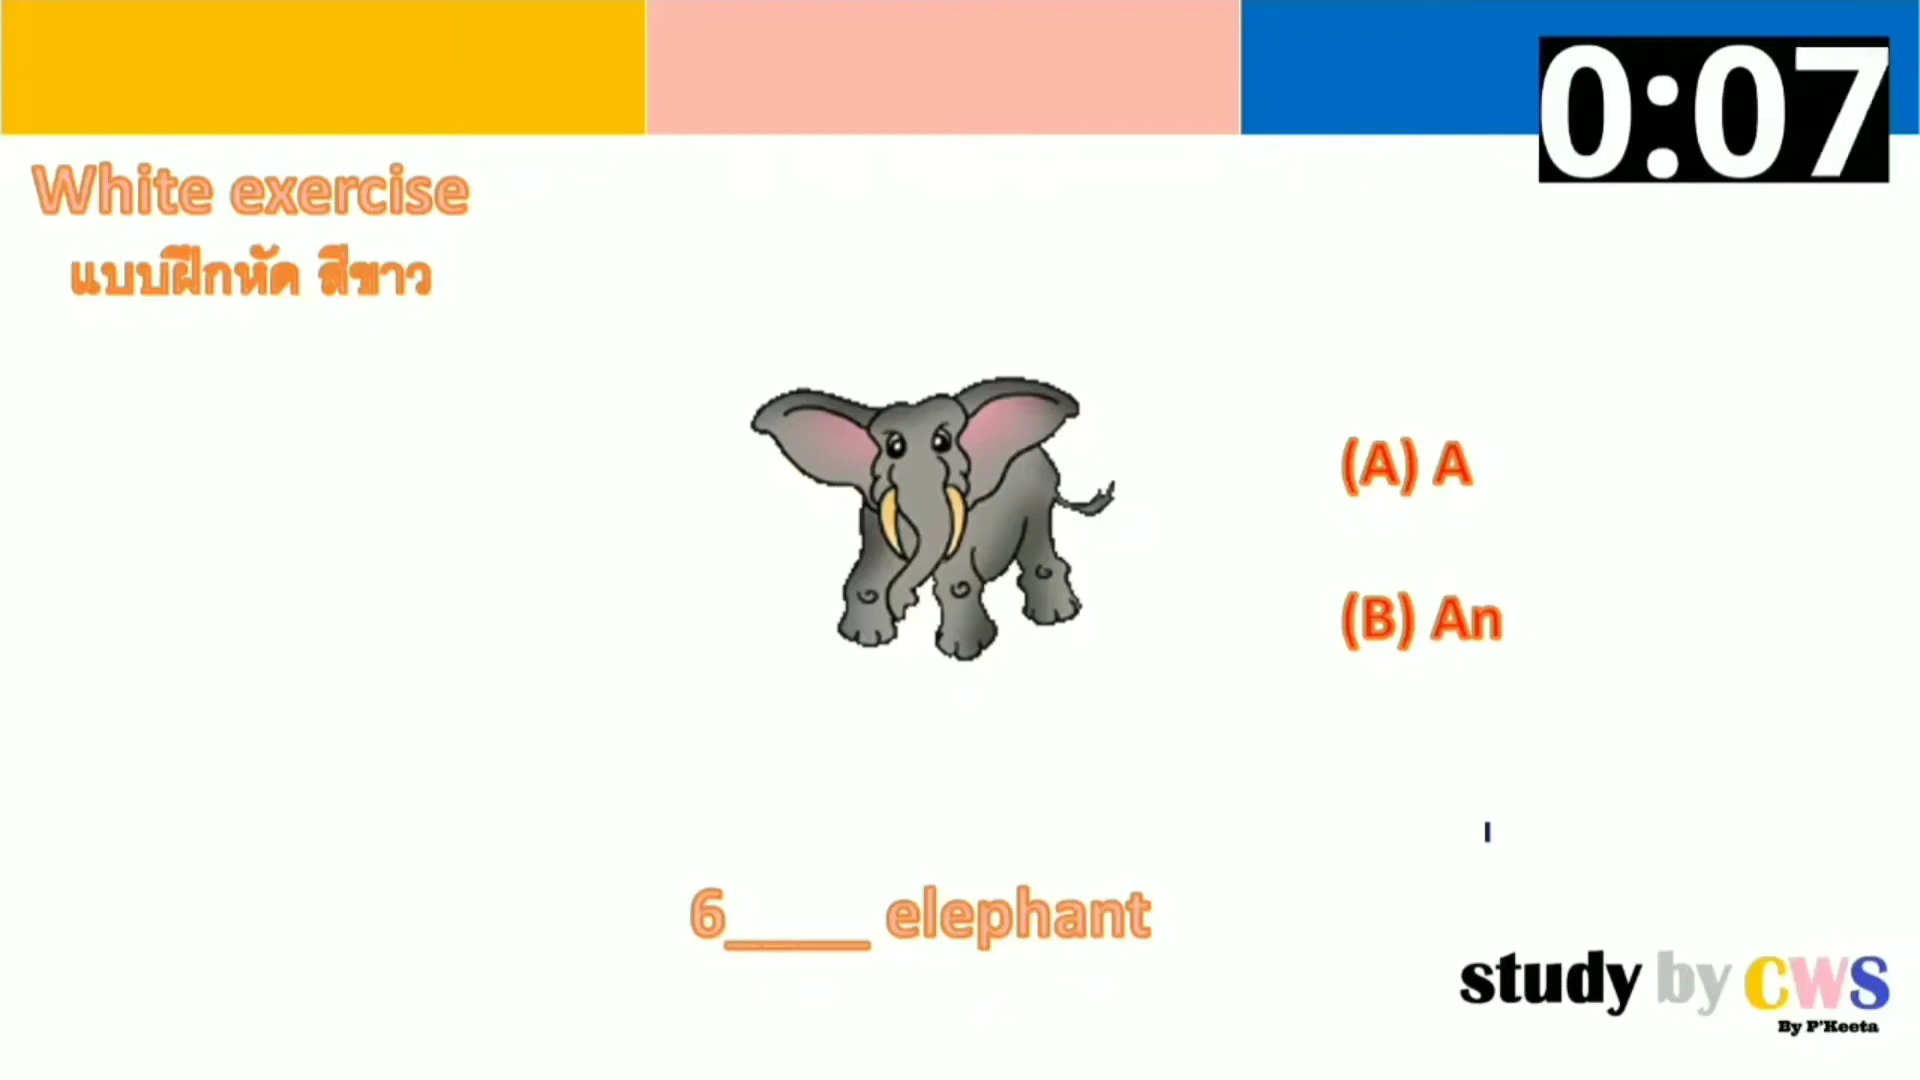 0:07
White exercise
แบบฝึกหัด สีขาว
(A) A
(B) An
6____ elephant
study by CWS
By P'Keeta